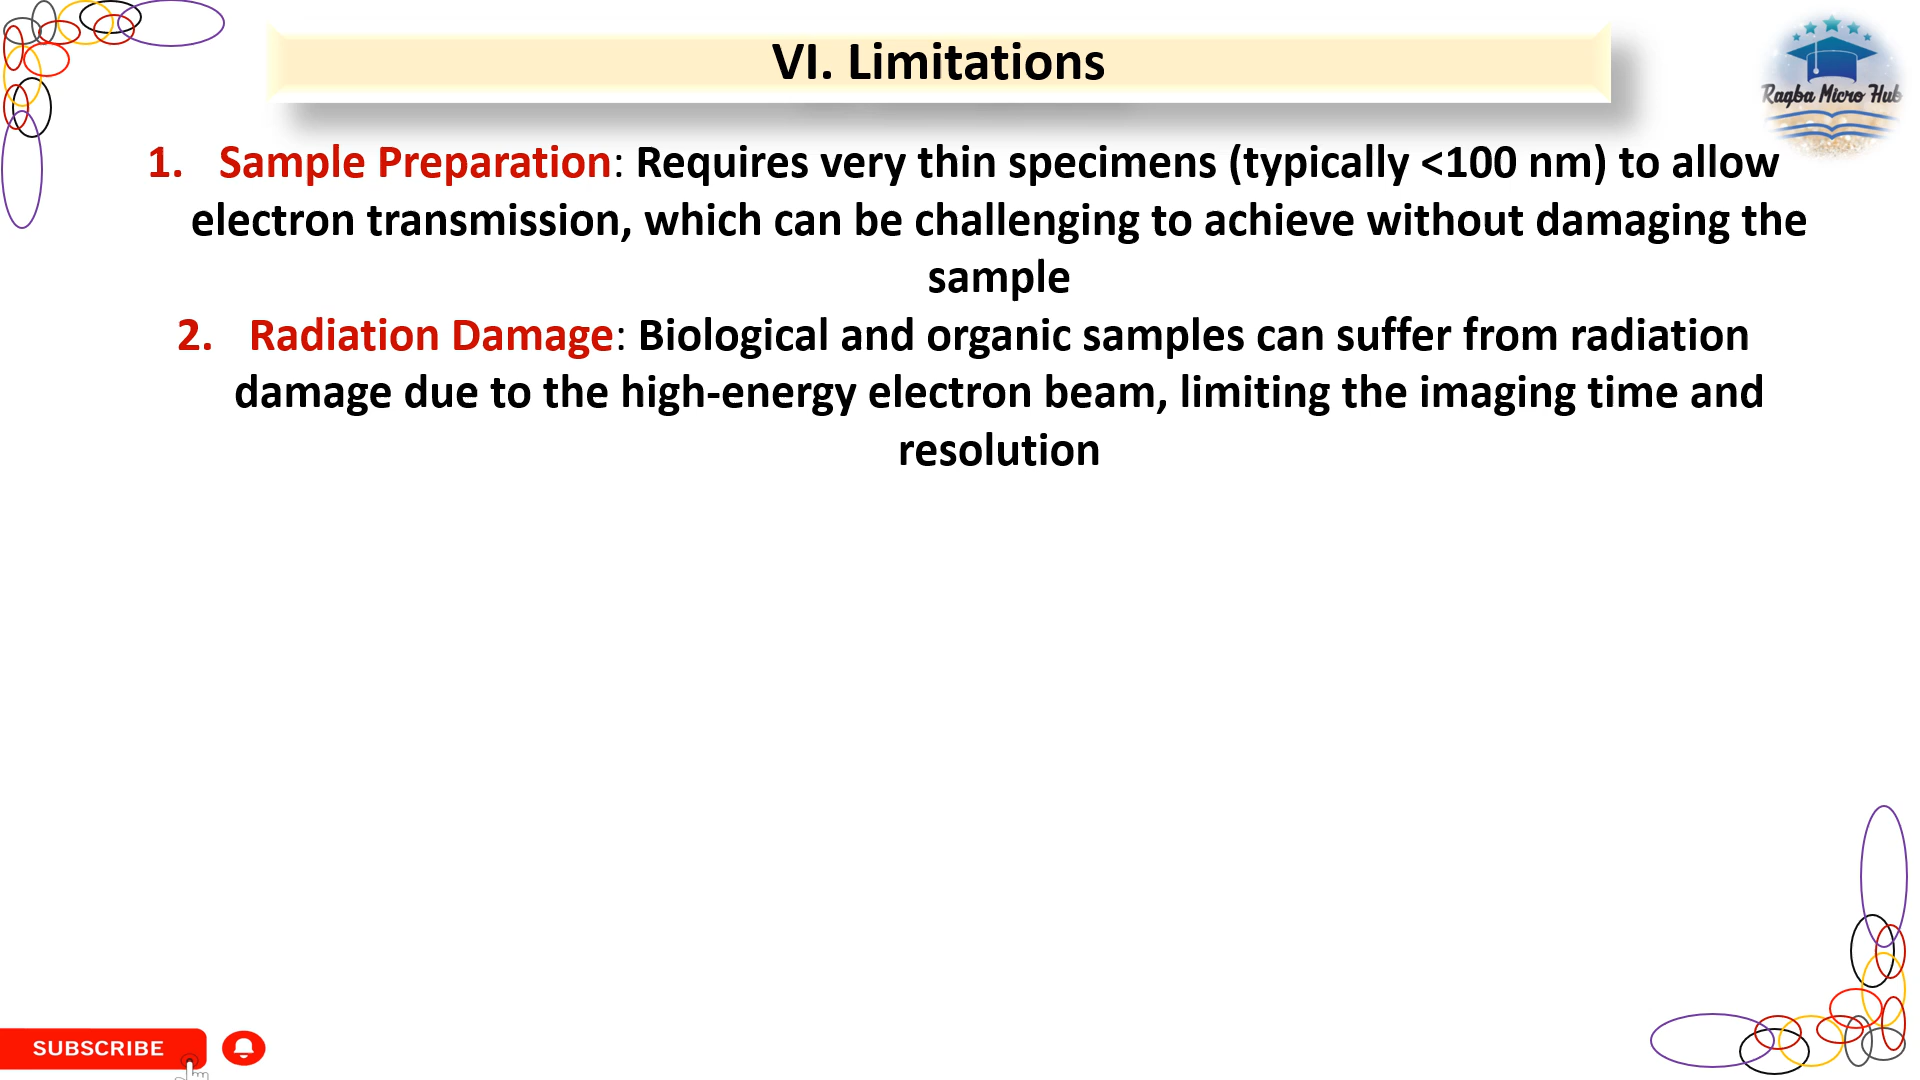 VI. Limitations
Raqba Micro Hub
1. Sample Preparation: Requires very thin specimens (typically <100 nm) to allow
electron transmission, which can be challenging to achieve without damaging the
sample
2. Radiation Damage: Biological and organic samples can suffer from radiation
damage due to the high-energy electron beam, limiting the imaging time and
resolution
SUBSCRIBE